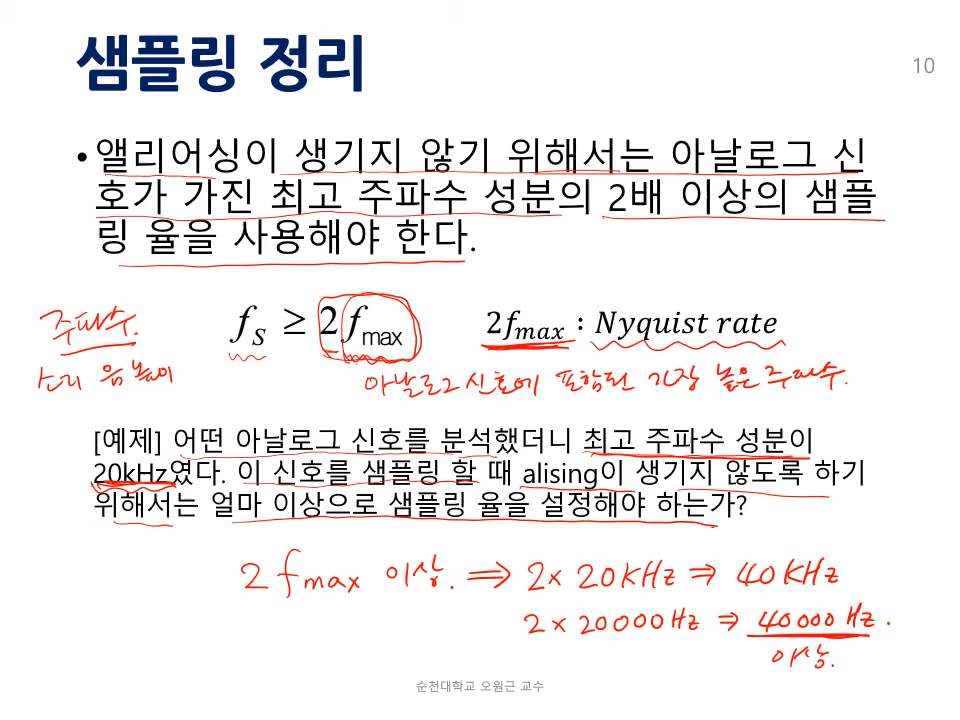 샘플링 정리
10
• 앨리어싱이 생기지 않기 위해서는 아날로그 신
호가 가진 최고 주파수 성분의 2배 이상의 샘플
링 율을 사용해야 한다.
주파수.
f_S ≥ 2 f_max
2f_max : Nyquist rate
소리 음높이
아날로그 신호에 포함된 가장 높은 주파수.
[예제] 어떤 아날로그 신호를 분석했더니 최고 주파수 성분이
20kHz였다. 이 신호를 샘플링 할 때 alising이 생기지 않도록 하기
위해서는 얼마 이상으로 샘플링 율을 설정해야 하는가?
2 f_max 이상. ⇒ 2 x 20KHz ⇒ 40KHz
2 x 20000Hz ⇒ 40000Hz.
이상.
순천대학교 오원근 교수